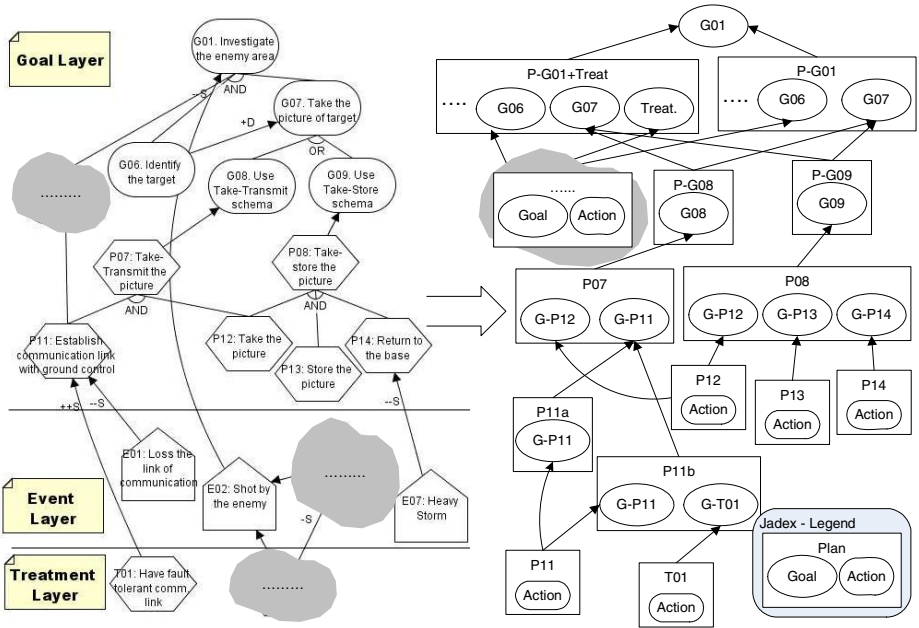 Goal Layer
G01. Investigate
the enemy area
--S
AND
G07. Take the
picture of target
+D
OR
G06. Identify
the target
.........
G08. Use
Take-Transmit
schema
G09. Use
Take-Store
schema
P07: Take-
Transmit the
picture
P08: Take-
store the
picture
AND
AND
P11: Establish
communication link
with ground control
P12: Take the
picture
P13: Store the
picture
P14: Return to
the base
++S
--S
--S
Event
Layer
E01: Loss the
link of
communication
E02: Shot by
the enemy
.........
-S
E07: Heavy
Storm
Treatment
Layer
T01: Have fault
tolerant comm.
link
.........
G01
P-G01+Treat
....
G06
G07
Treat.
P-G01
....
G06
G07
......
Goal
Action
P-G08
G08
P-G09
G09
P07
G-P12
G-P11
P08
G-P12
G-P13
G-P14
P12
Action
P13
Action
P14
Action
P11a
G-P11
P11b
G-P11
G-T01
P11
Action
T01
Action
Jadex - Legend
Plan
Goal
Action